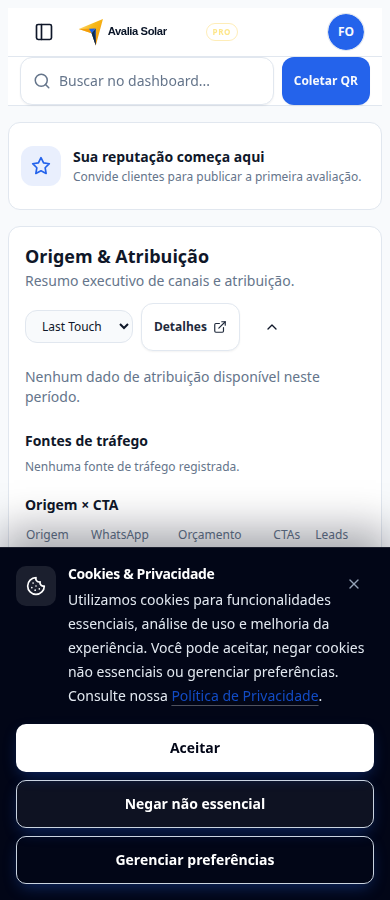 Avalia Solar
PRO
FO
Buscar no dashboard...
Coletar QR
Sua reputação começa aqui
Convide clientes para publicar a primeira avaliação.
Origem & Atribuição
Resumo executivo de canais e atribuição.
Last Touch
Detalhes
Nenhum dado de atribuição disponível neste
período.
Fontes de tráfego
Nenhuma fonte de tráfego registrada.
Origem × CTA
Origem WhatsApp Orçamento CTAs Leads
Cookies & Privacidade
Utilizamos cookies para funcionalidades
essenciais, análise de uso e melhoria da
experiência. Você pode aceitar, negar cookies
não essenciais ou gerenciar preferências.
Consulte nossa Política de Privacidade.
Aceitar
Negar não essencial
Gerenciar preferências